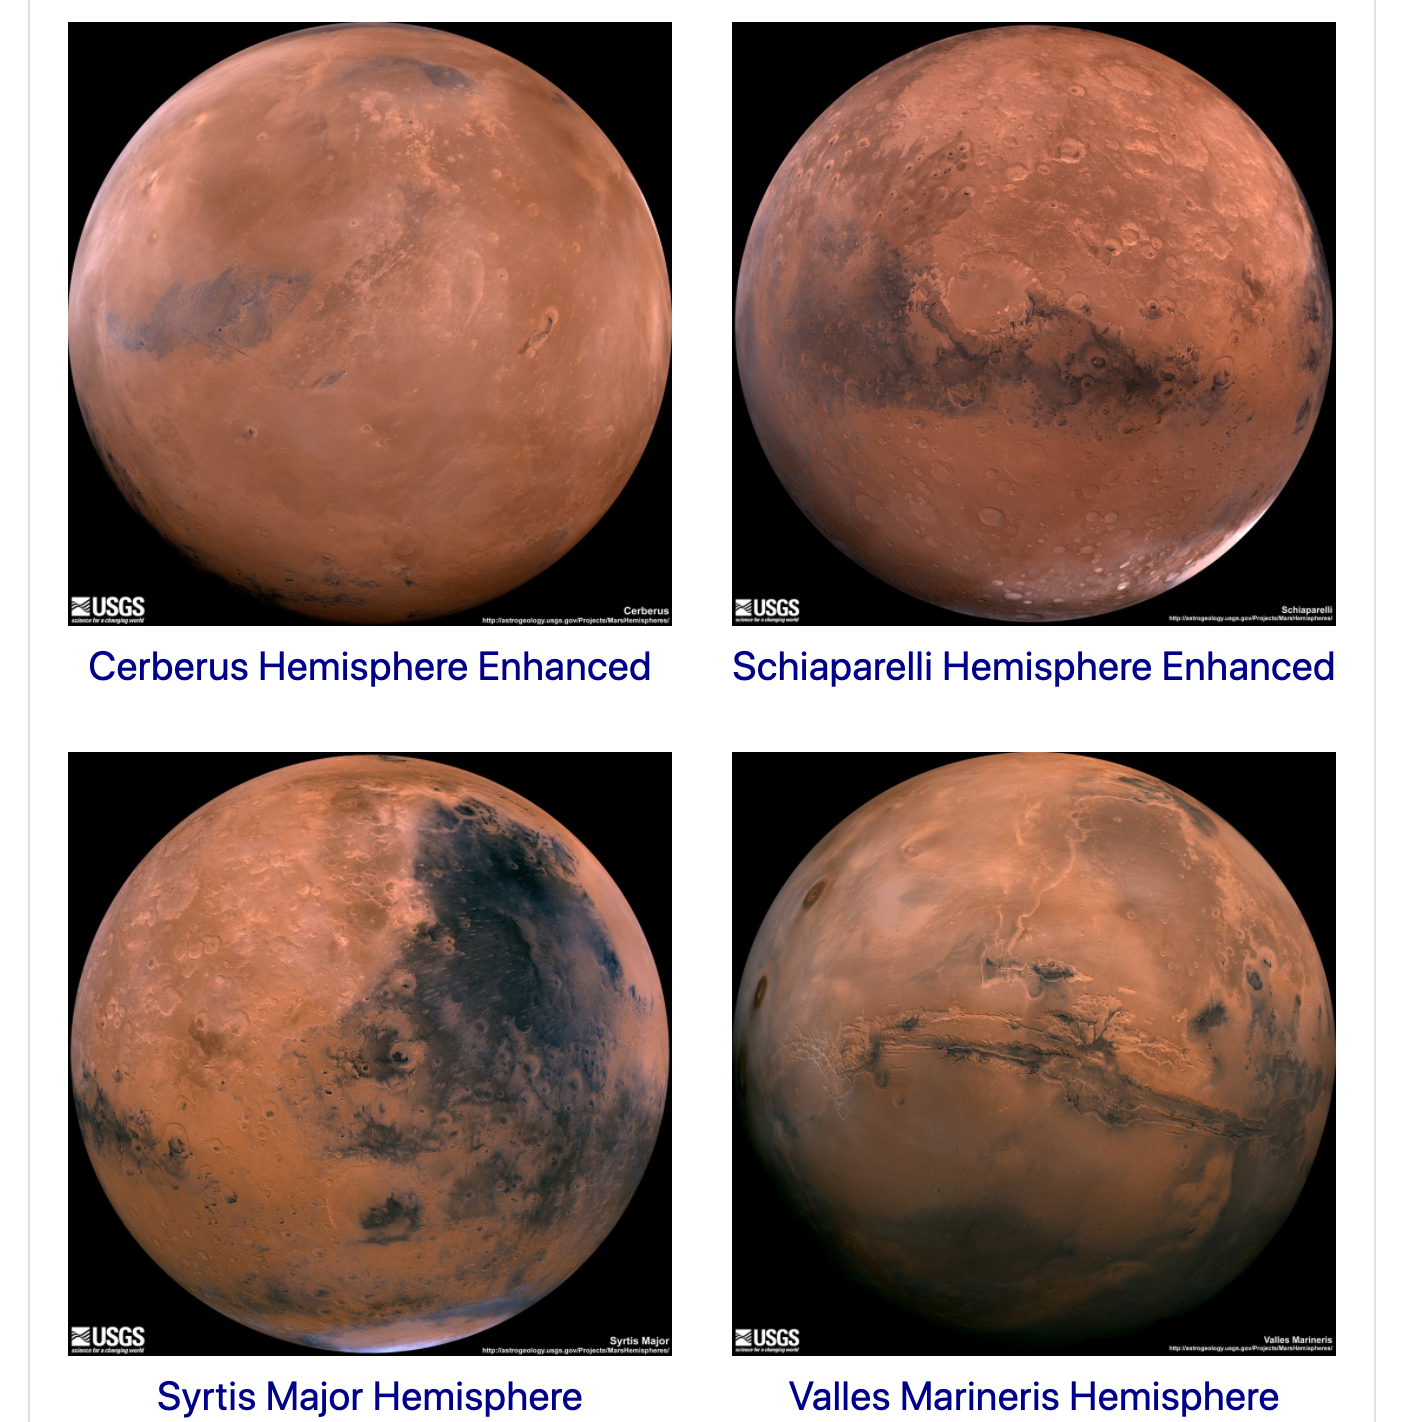 USGS
science for a changing world
Cerberus
http://astrogeology.usgs.gov/Projects/MarsHemispheres/
USGS
science for a changing world
Schiaparelli
http://astrogeology.usgs.gov/Projects/MarsHemispheres/
Cerberus Hemisphere Enhanced
Schiaparelli Hemisphere Enhanced
USGS
science for a changing world
Syrtis Major
http://astrogeology.usgs.gov/Projects/MarsHemispheres/
USGS
science for a changing world
Valles Marineris
http://astrogeology.usgs.gov/Projects/MarsHemispheres/
Syrtis Major Hemisphere
Valles Marineris Hemisphere